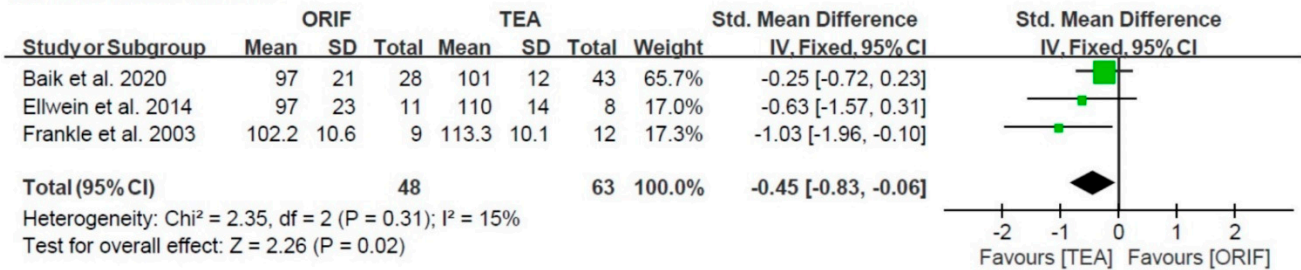 ORIF TEA Std. Mean Difference Std. Mean Difference
Study or Subgroup Mean SD Total Mean SD Total Weight IV, Fixed, 95% CI IV, Fixed, 95% CI
Baik et al. 2020 97 21 28 101 12 43 65.7% -0.25 [-0.72, 0.23]
Ellwein et al. 2014 97 23 11 110 14 8 17.0% -0.63 [-1.57, 0.31]
Frankle et al. 2003 102.2 10.6 9 113.3 10.1 12 17.3% -1.03 [-1.96, -0.10]
Total (95% CI) 48 63 100.0% -0.45 [-0.83, -0.06]
Heterogeneity: Chi² = 2.35, df = 2 (P = 0.31); I² = 15%
Test for overall effect: Z = 2.26 (P = 0.02)
-2 -1 0 1 2
Favours [TEA] Favours [ORIF]